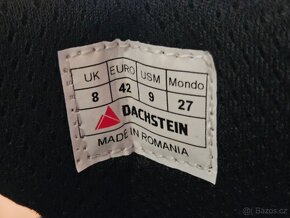 UK EURO USM Mondo
8 42 9 27
DACHSTEIN
MADE IN ROMANIA
bazos.cz